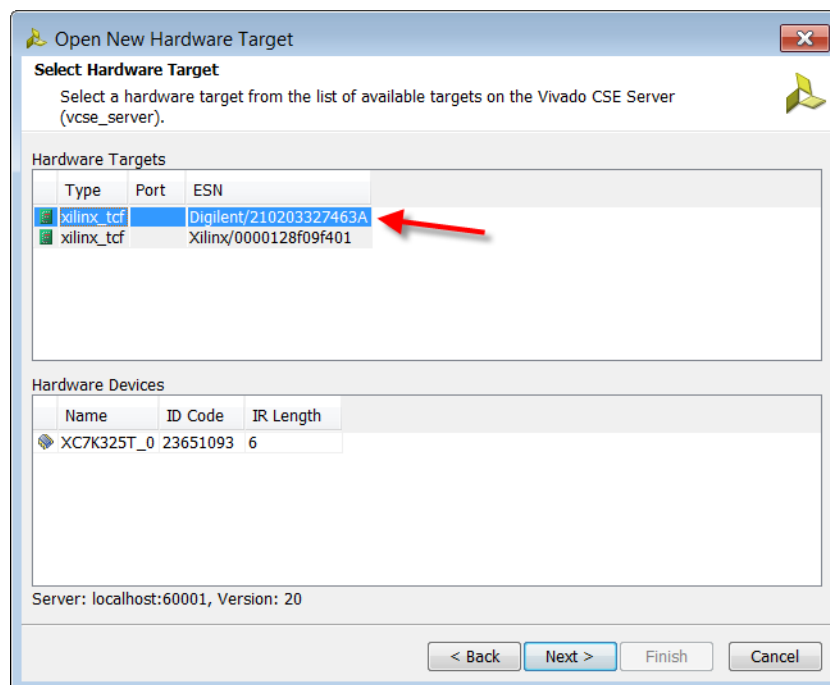 Open New Hardware Target
Select Hardware Target
Select a hardware target from the list of available targets on the Vivado CSE Server
(vcse_server).
Hardware Targets
Type Port ESN
xilinx_tcf Digilent/210203327463A
xilinx_tcf Xilinx/0000128f09f401
Hardware Devices
Name ID Code IR Length
XC7K325T_0 23651093 6
Server: localhost:60001, Version: 20
< Back Next > Finish Cancel